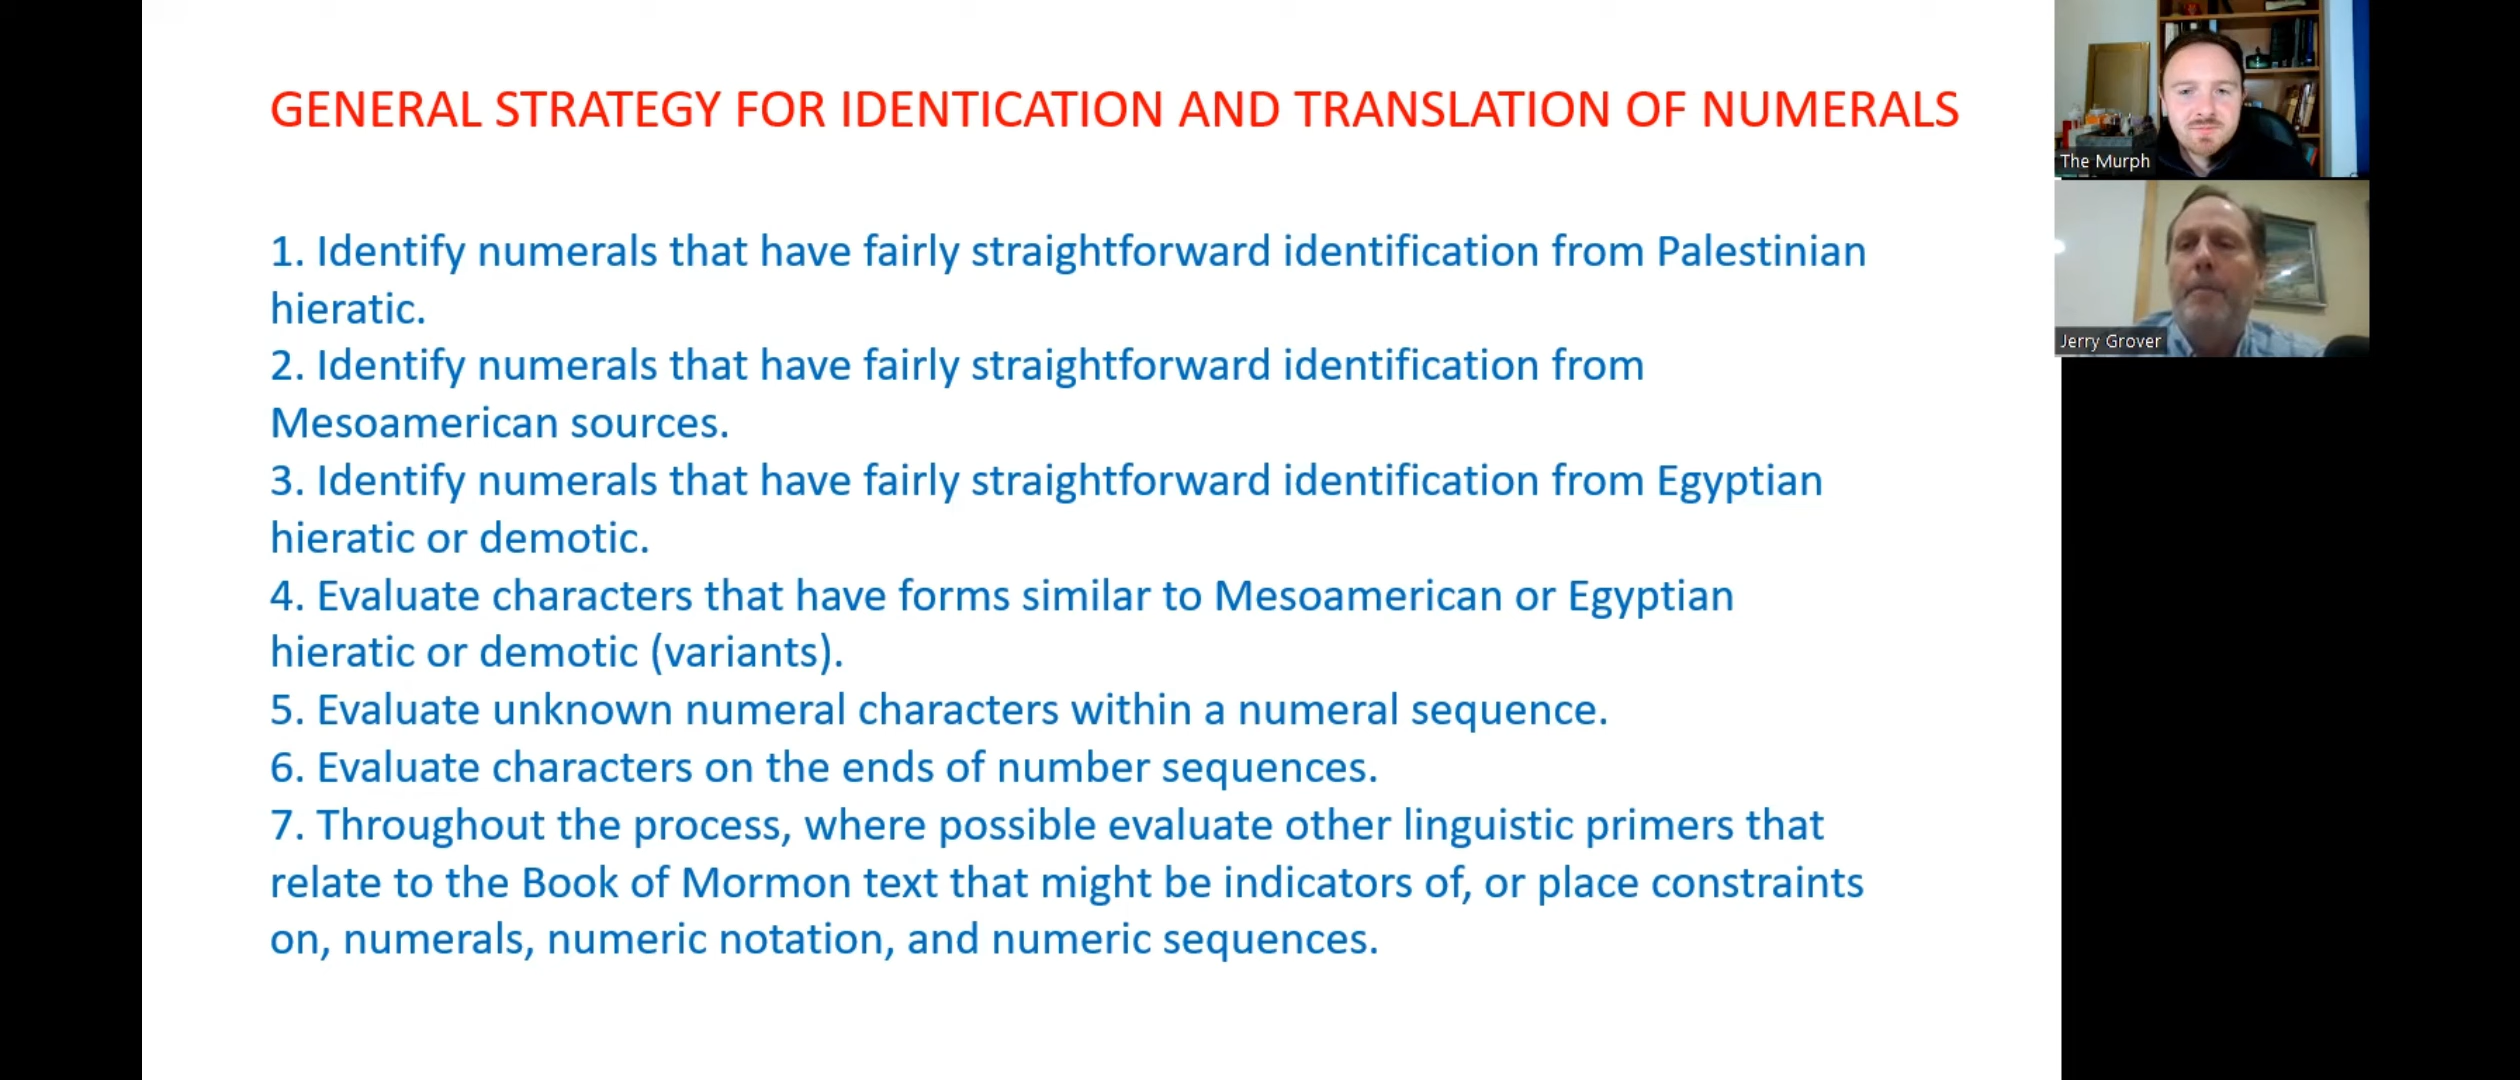 GENERAL STRATEGY FOR IDENTICATION AND TRANSLATION OF NUMERALS
1. Identify numerals that have fairly straightforward identification from Palestinian
hieratic.
2. Identify numerals that have fairly straightforward identification from
Mesoamerican sources.
3. Identify numerals that have fairly straightforward identification from Egyptian
hieratic or demotic.
4. Evaluate characters that have forms similar to Mesoamerican or Egyptian
hieratic or demotic (variants).
5. Evaluate unknown numeral characters within a numeral sequence.
6. Evaluate characters on the ends of number sequences.
7. Throughout the process, where possible evaluate other linguistic primers that
relate to the Book of Mormon text that might be indicators of, or place constraints
on, numerals, numeric notation, and numeric sequences.
The Murph
Jerry Grover